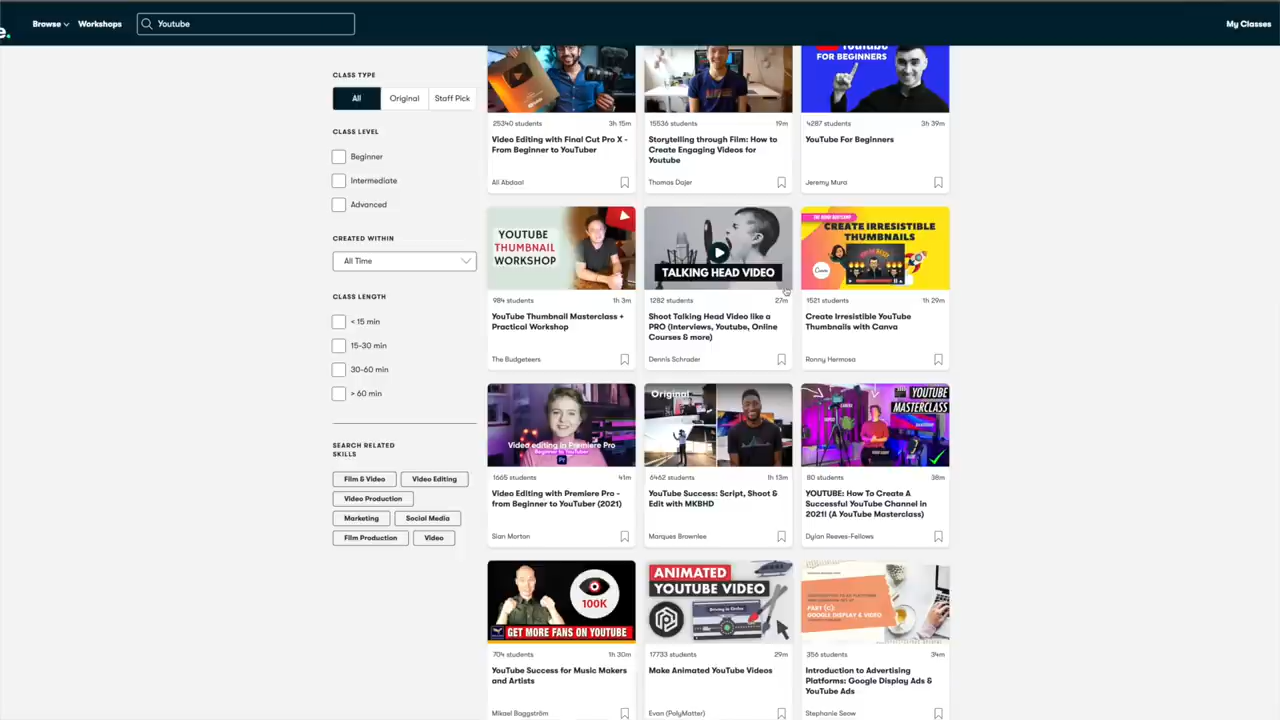 e.
Browse
Workshops
Youtube
My Classes
CLASS TYPE
All
Original
Staff Pick
CLASS LEVEL
Beginner
Intermediate
Advanced
CREATED WITHIN
All Time
CLASS LENGTH
< 15 min
15-30 min
30-60 min
> 60 min
SEARCH RELATED
SKILLS
Film & Video
Video Editing
Video Production
Marketing
Social Media
Film Production
Video
25340 students
3h 15m
Video Editing with Final Cut Pro X -
From Beginner to YouTuber
Ali Abdaal
15536 students
19m
Storytelling through Film: How to
Create Engaging Videos for
Youtube
Thomas Dajer
YouTube
FOR BEGINNERS
4287 students
3h 39m
YouTube For Beginners
Jeremy Mura
YOUTUBE
THUMBNAIL
WORKSHOP
984 students
1h 3m
YouTube Thumbnail Masterclass +
Practical Workshop
The Budgeteers
TALKING HEAD VIDEO
1282 students
27m
Shoot Talking Head Video like a
PRO (Interviews, Youtube, Online
Courses & more)
Dennis Schrader
CREATE IRRESISTIBLE
THUMBNAILS
Canva
1521 students
1h 29m
Create Irresistible YouTube
Thumbnails with Canva
Ronny Hermosa
Video editing in Premiere Pro
Beginner to YouTuber
Pr
1665 students
41m
Video Editing with Premiere Pro -
from Beginner to YouTuber (2021)
Sian Morton
Original
6462 students
1h 13m
YouTube Success: Script, Shoot &
Edit with MKBHD
Marques Brownlee
YOUTUBE
MASTERCLASS
80 students
38m
YOUTUBE: How To Create A
Successful YouTube Channel in
2021! (A YouTube Masterclass)
Dylan Reeves-Fellows
100K
GET MORE FANS ON YOUTUBE
704 students
1h 30m
YouTube Success for Music Makers
and Artists
Mikael Baggström
ANIMATED
YOUTUBE VIDEO
17733 students
29m
Make Animated YouTube Videos
Evan (PolyMatter)
PART (C):
GOOGLE DISPLAY & VIDEO
356 students
34m
Introduction to Advertising
Platforms: Google Display Ads &
YouTube Ads
Stephanie Seow